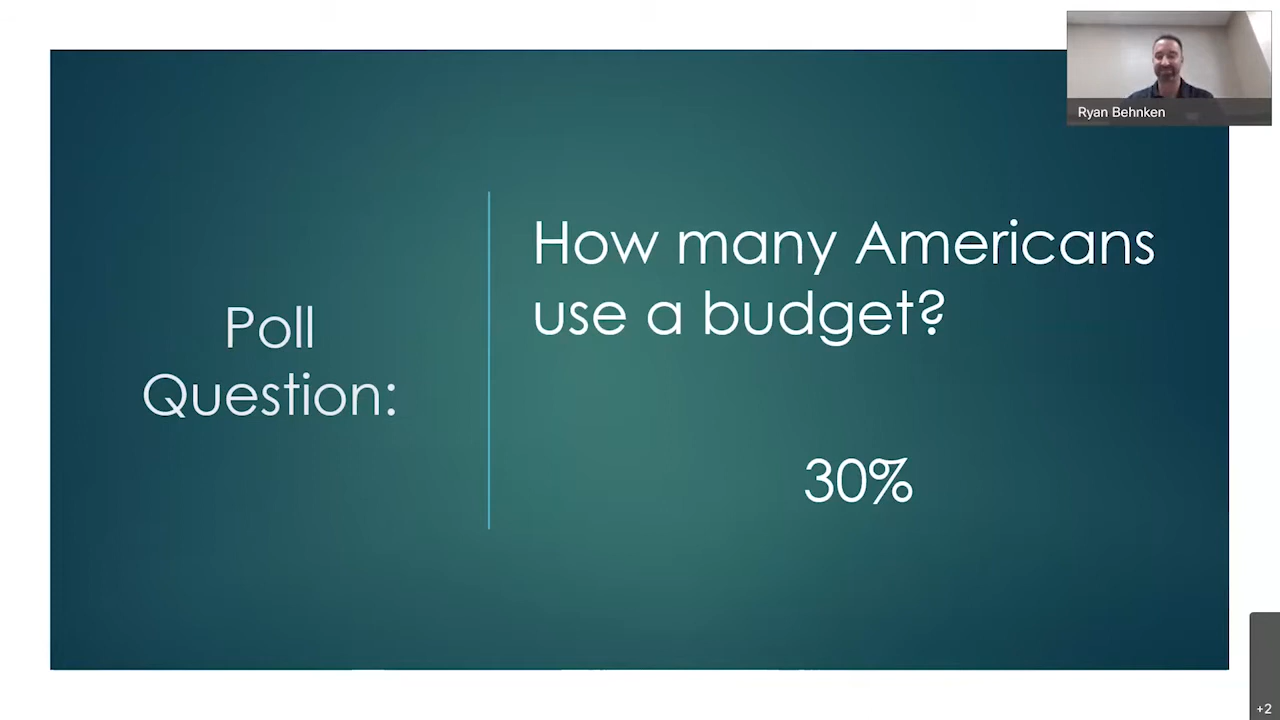 Ryan Behnken
Poll
Question:
How many Americans
use a budget?
30%
+2